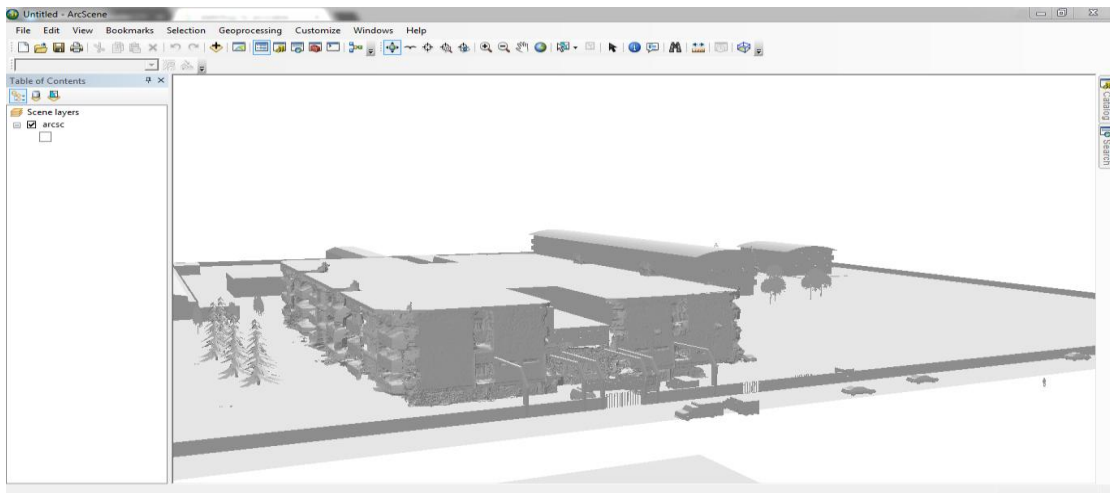 Untitled - ArcScene
File Edit View Bookmarks Selection Geoprocessing Customize Windows Help
Table of Contents
Scene layers
arcsc
Catalog
Search